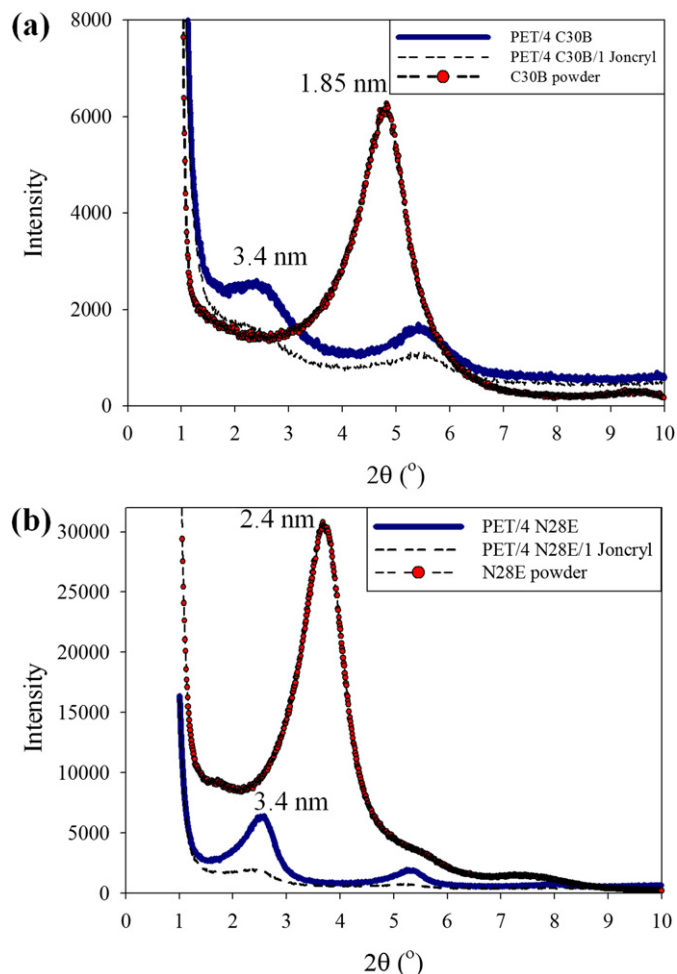 (a)
8000
6000
4000
2000
0
Intensity
PET/4 C30B
PET/4 C30B/1 Joncryl
C30B powder
1.85 nm
3.4 nm
0 1 2 3 4 5 6 7 8 9 10
2θ (°)
(b)
30000
25000
20000
15000
10000
5000
0
Intensity
2.4 nm
PET/4 N28E
PET/4 N28E/1 Joncryl
N28E powder
3.4 nm
0 1 2 3 4 5 6 7 8 9 10
2θ (°)